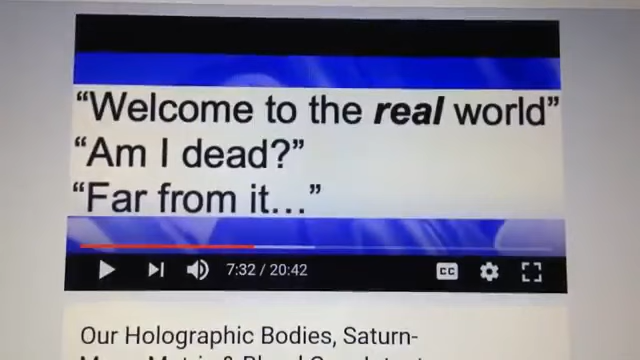 “Welcome to the real world”
“Am I dead?”
“Far from it...”
CC
7:32 / 20:42
Our Holographic Bodies, Saturn-